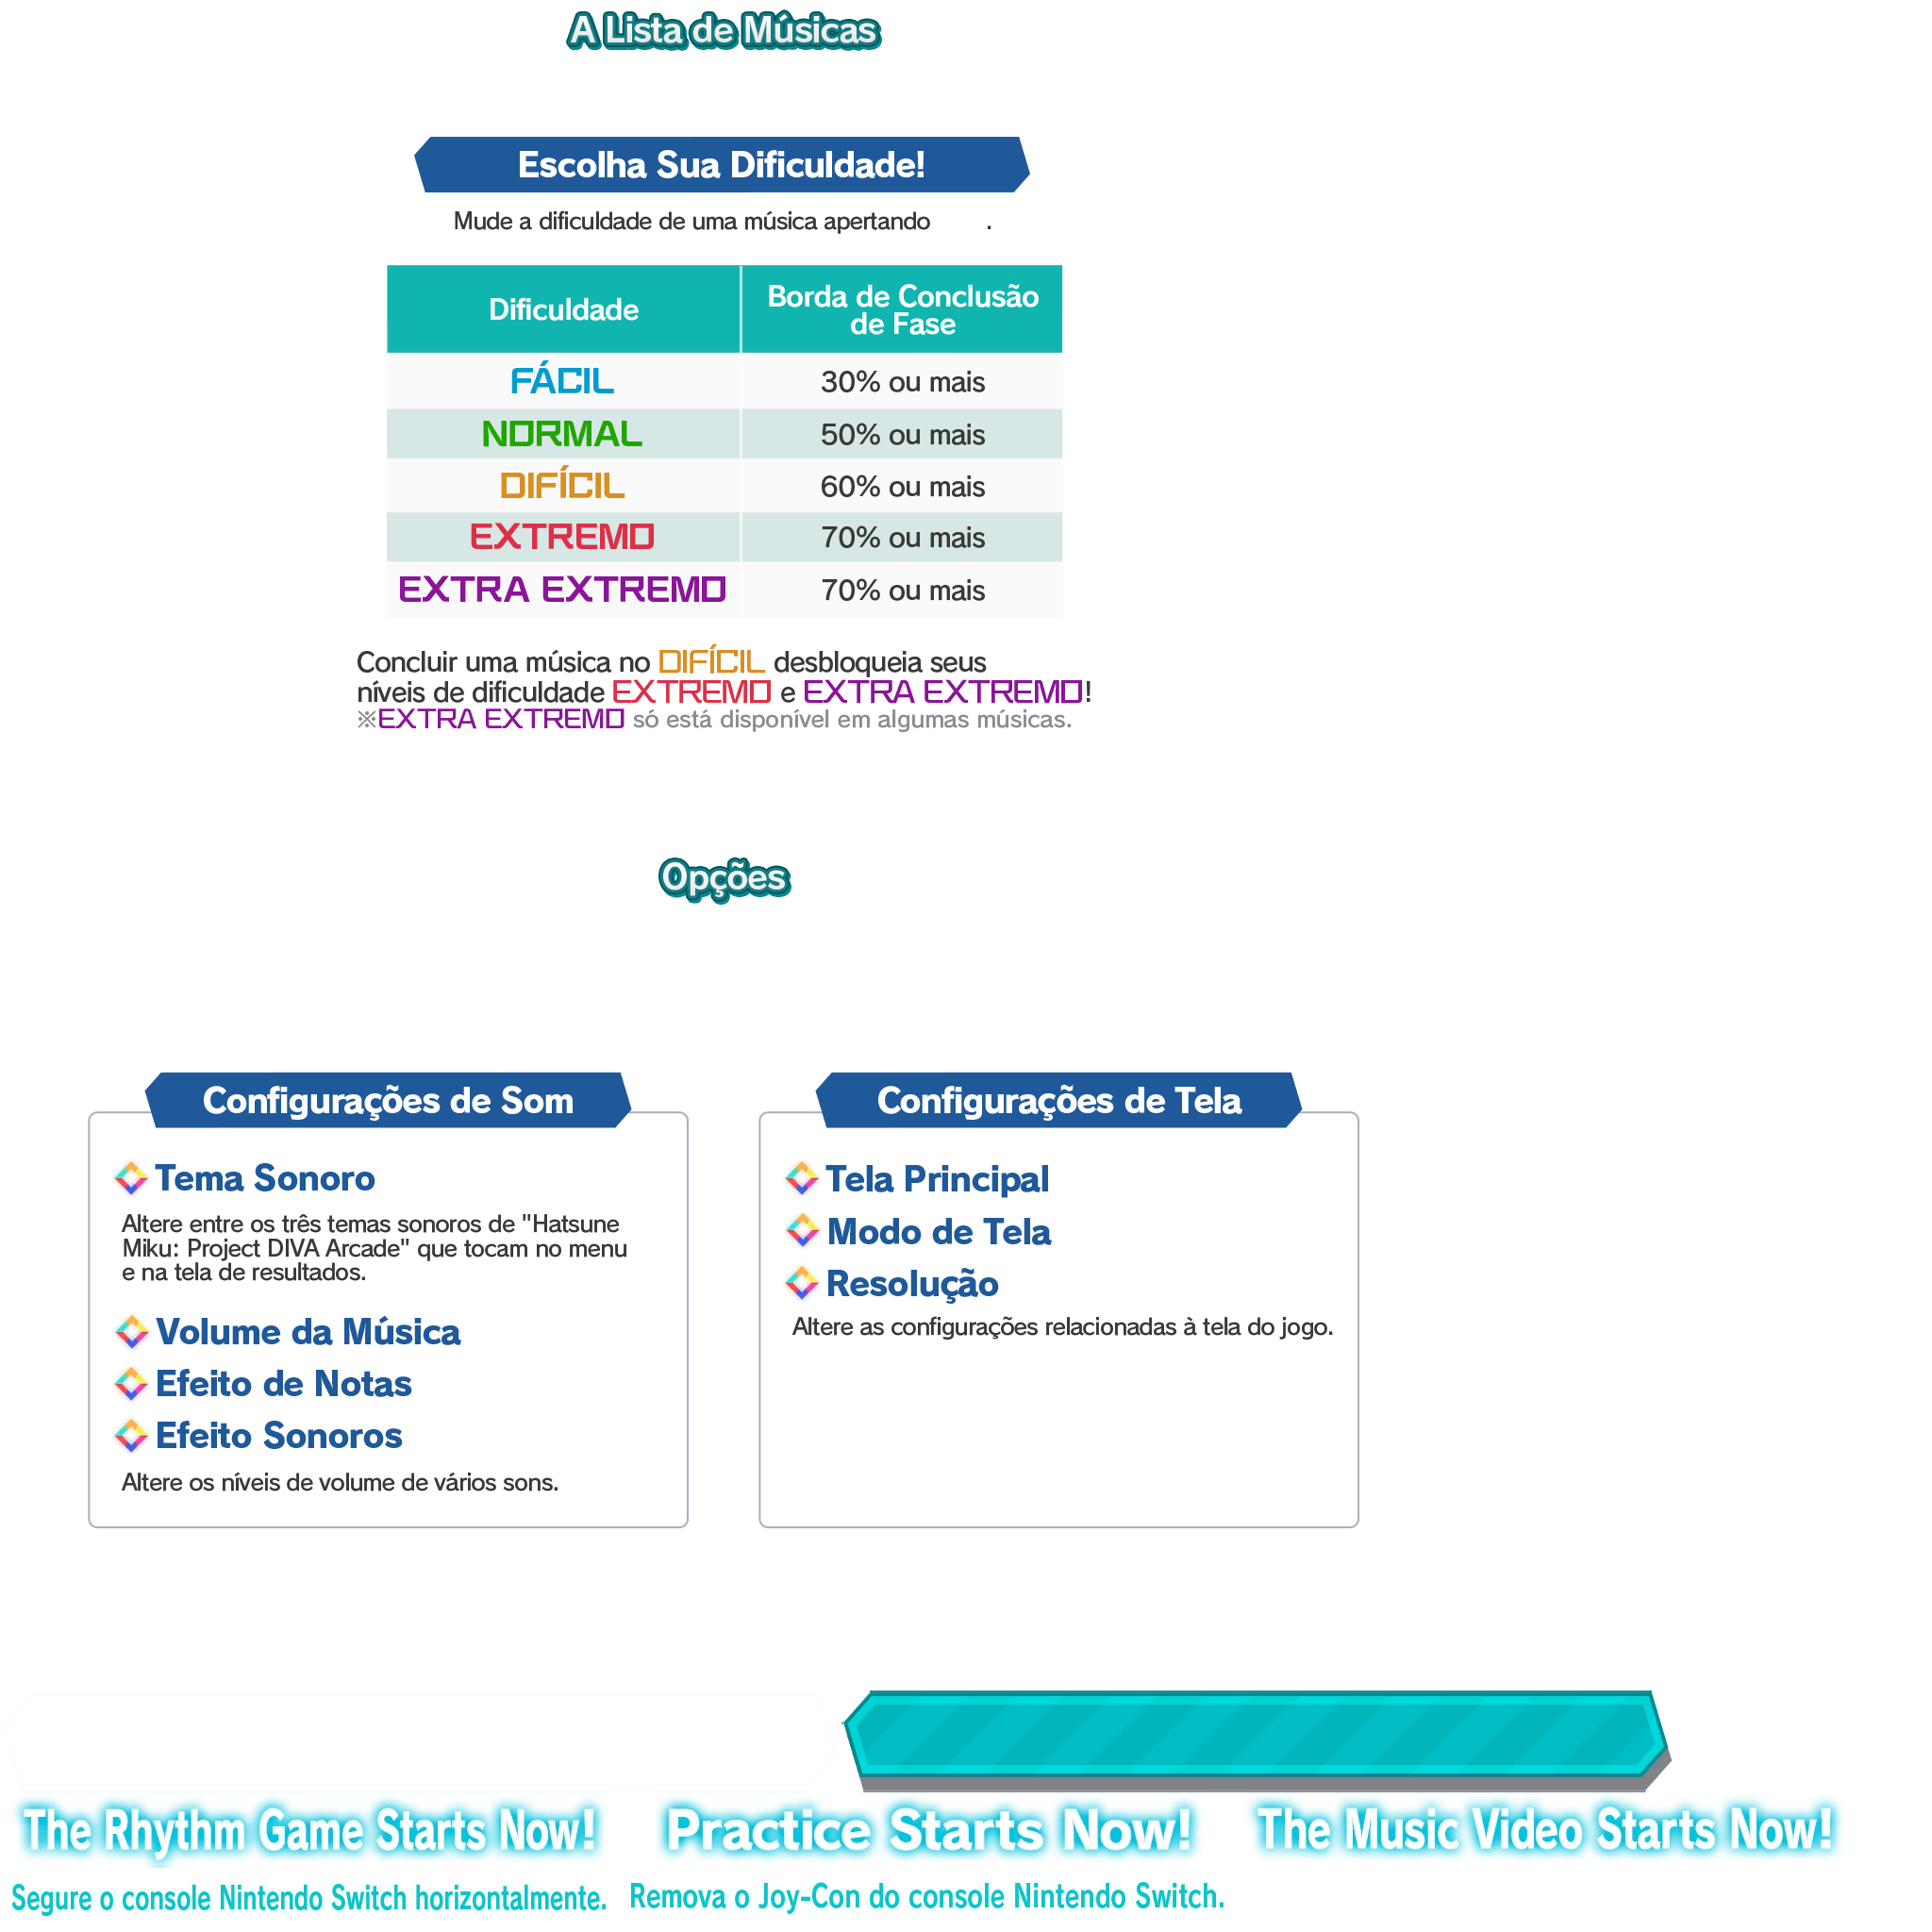 A Lista de Músicas
Escolha Sua Dificuldade!
Mude a dificuldade de uma música apertando .
Dificuldade
Borda de Conclusão
de Fase
FÁCIL
30% ou mais
NORMAL
50% ou mais
DIFÍCIL
60% ou mais
EXTREMO
70% ou mais
EXTRA EXTREMO
70% ou mais
Concluir uma música no DIFÍCIL desbloqueia seus
níveis de dificuldade EXTREMO e EXTRA EXTREMO!
※EXTRA EXTREMO só está disponível em algumas músicas.
Opções
Configurações de Som
Tema Sonoro
Altere entre os três temas sonoros de "Hatsune
Miku: Project DIVA Arcade" que tocam no menu
e na tela de resultados.
Volume da Música
Efeito de Notas
Efeito Sonoros
Altere os níveis de volume de vários sons.
Configurações de Tela
Tela Principal
Modo de Tela
Resolução
Altere as configurações relacionadas à tela do jogo.
The Rhythm Game Starts Now!
Practice Starts Now!
The Music Video Starts Now!
Segure o console Nintendo Switch horizontalmente.
Remova o Joy-Con do console Nintendo Switch.